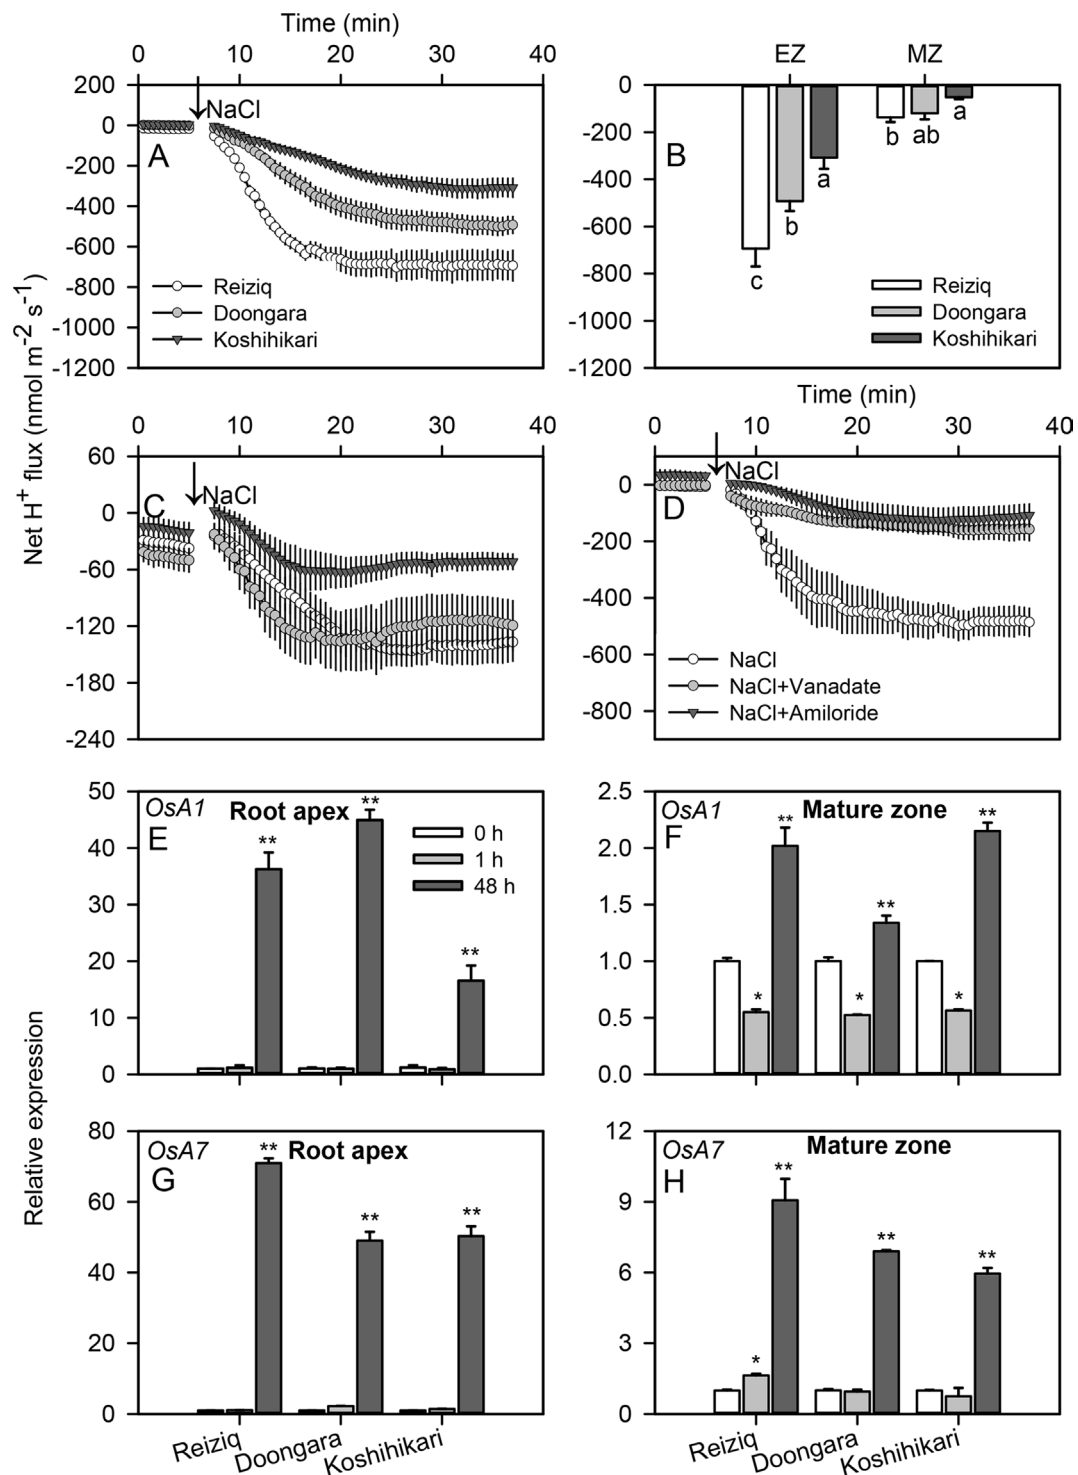 Time (min)
0 10 20 30 40
EZ MZ
200
0
-200
-400
-600
-800
-1000
-1200
NaCl
A
Reiziq
Doongara
Koshihikari
0
-200
-400
-600
-800
-1000
-1200
B
c
b
a
b
ab
a
Reiziq
Doongara
Koshihikari
Net H+ flux (nmol m-2 s-1)
0 10 20 30 40
60
0
-60
-120
-180
-240
C
NaCl
Time (min)
0 10 20 30 40
0
-200
-400
-600
-800
D
NaCl
NaCl
NaCl+Vanadate
NaCl+Amiloride
Relative expression
50
40
30
20
10
0
OsA1
Root apex
E
**
**
**
0 h
1 h
48 h
2.5
2.0
1.5
1.0
0.5
0.0
OsA1
Mature zone
F
*
**
*
**
*
**
80
60
40
20
0
OsA7
Root apex
G
**
**
**
Reiziq
Doongara
Koshihikari
12
9
6
3
0
OsA7
Mature zone
H
*
**
**
**
Reiziq
Doongara
Koshihikari